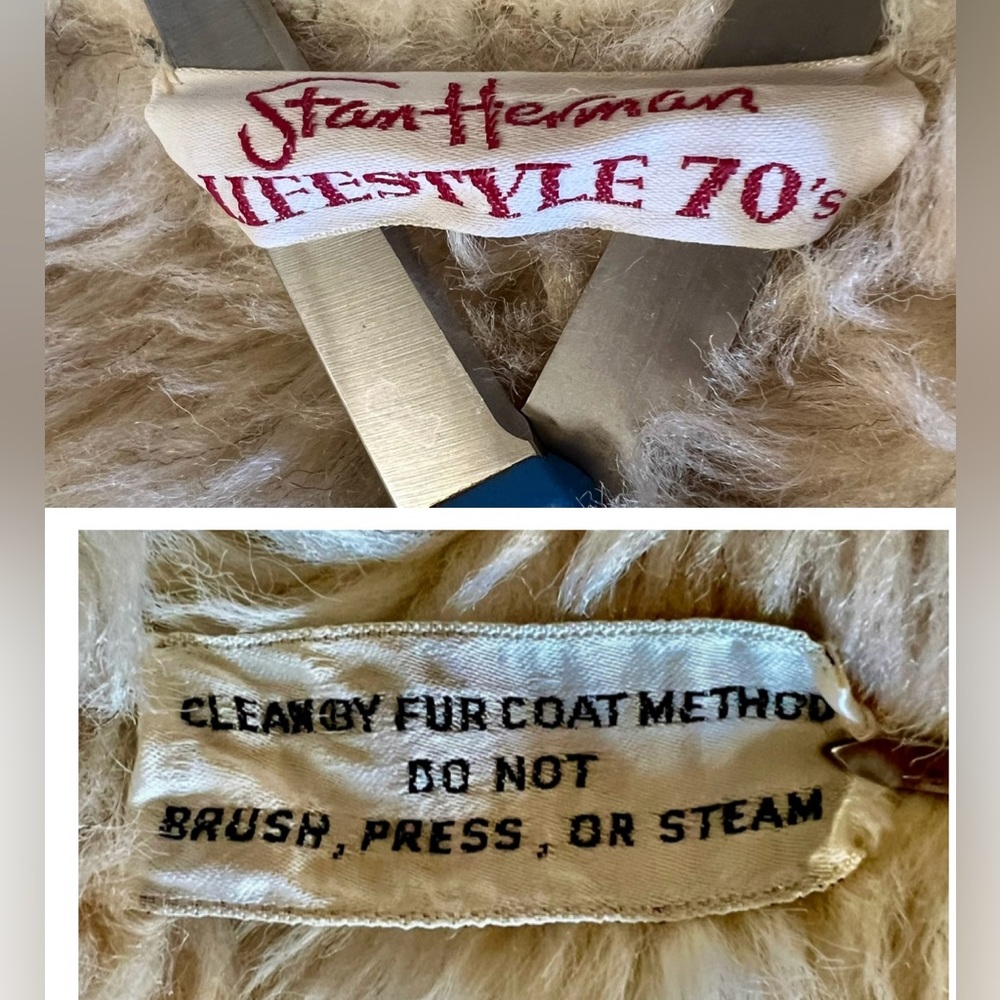 Stan Herman
LIFESTYLE 70's
CLEAN BY FUR COAT METHOD
DO NOT
BRUSH, PRESS, OR STEAM